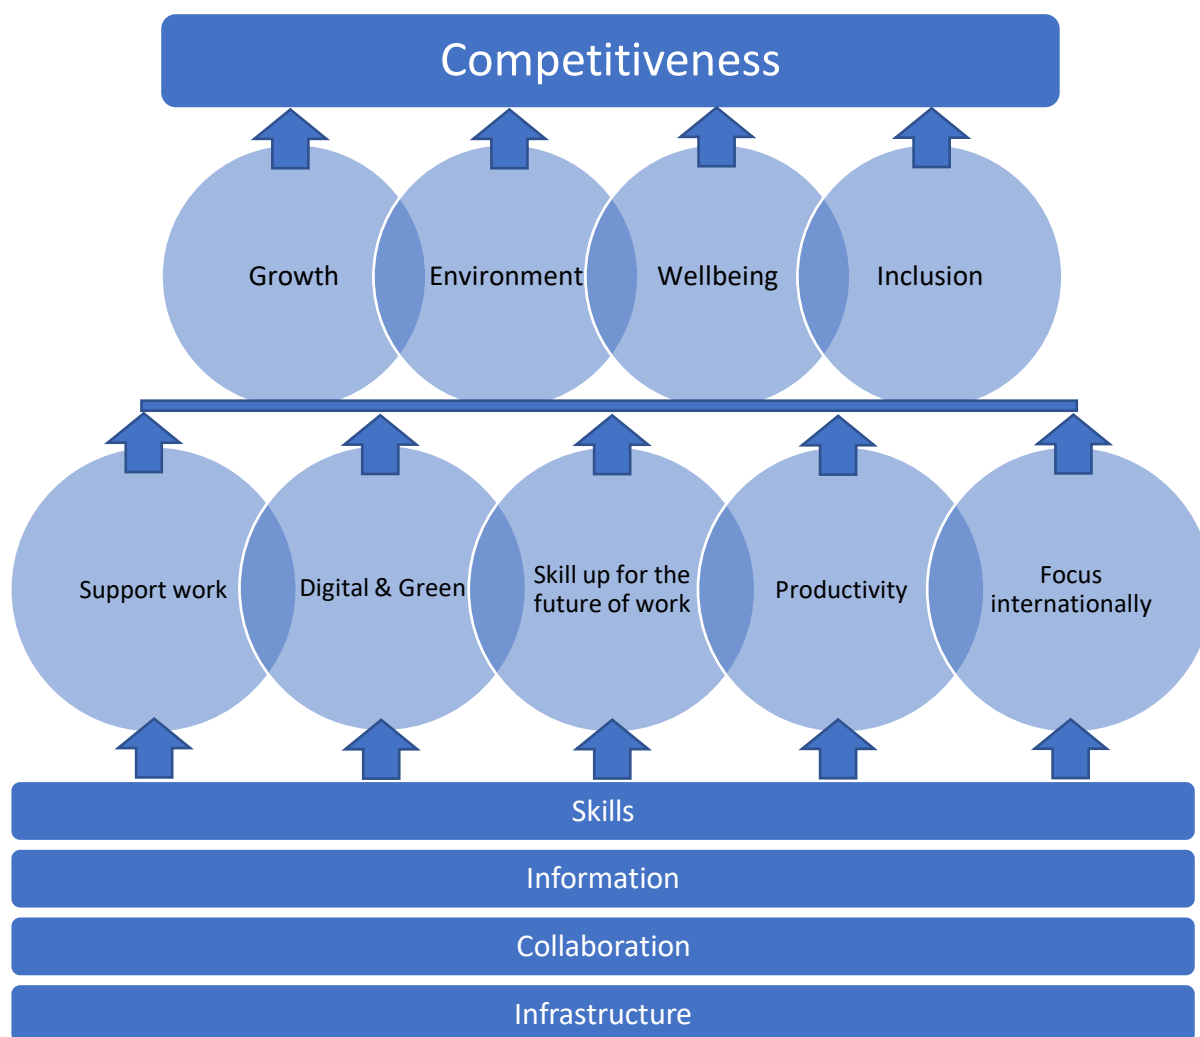 Competitiveness
Growth
Environment
Wellbeing
Inclusion
Support work
Digital & Green
Skill up for the
future of work
Productivity
Focus
internationally
Skills
Information
Collaboration
Infrastructure